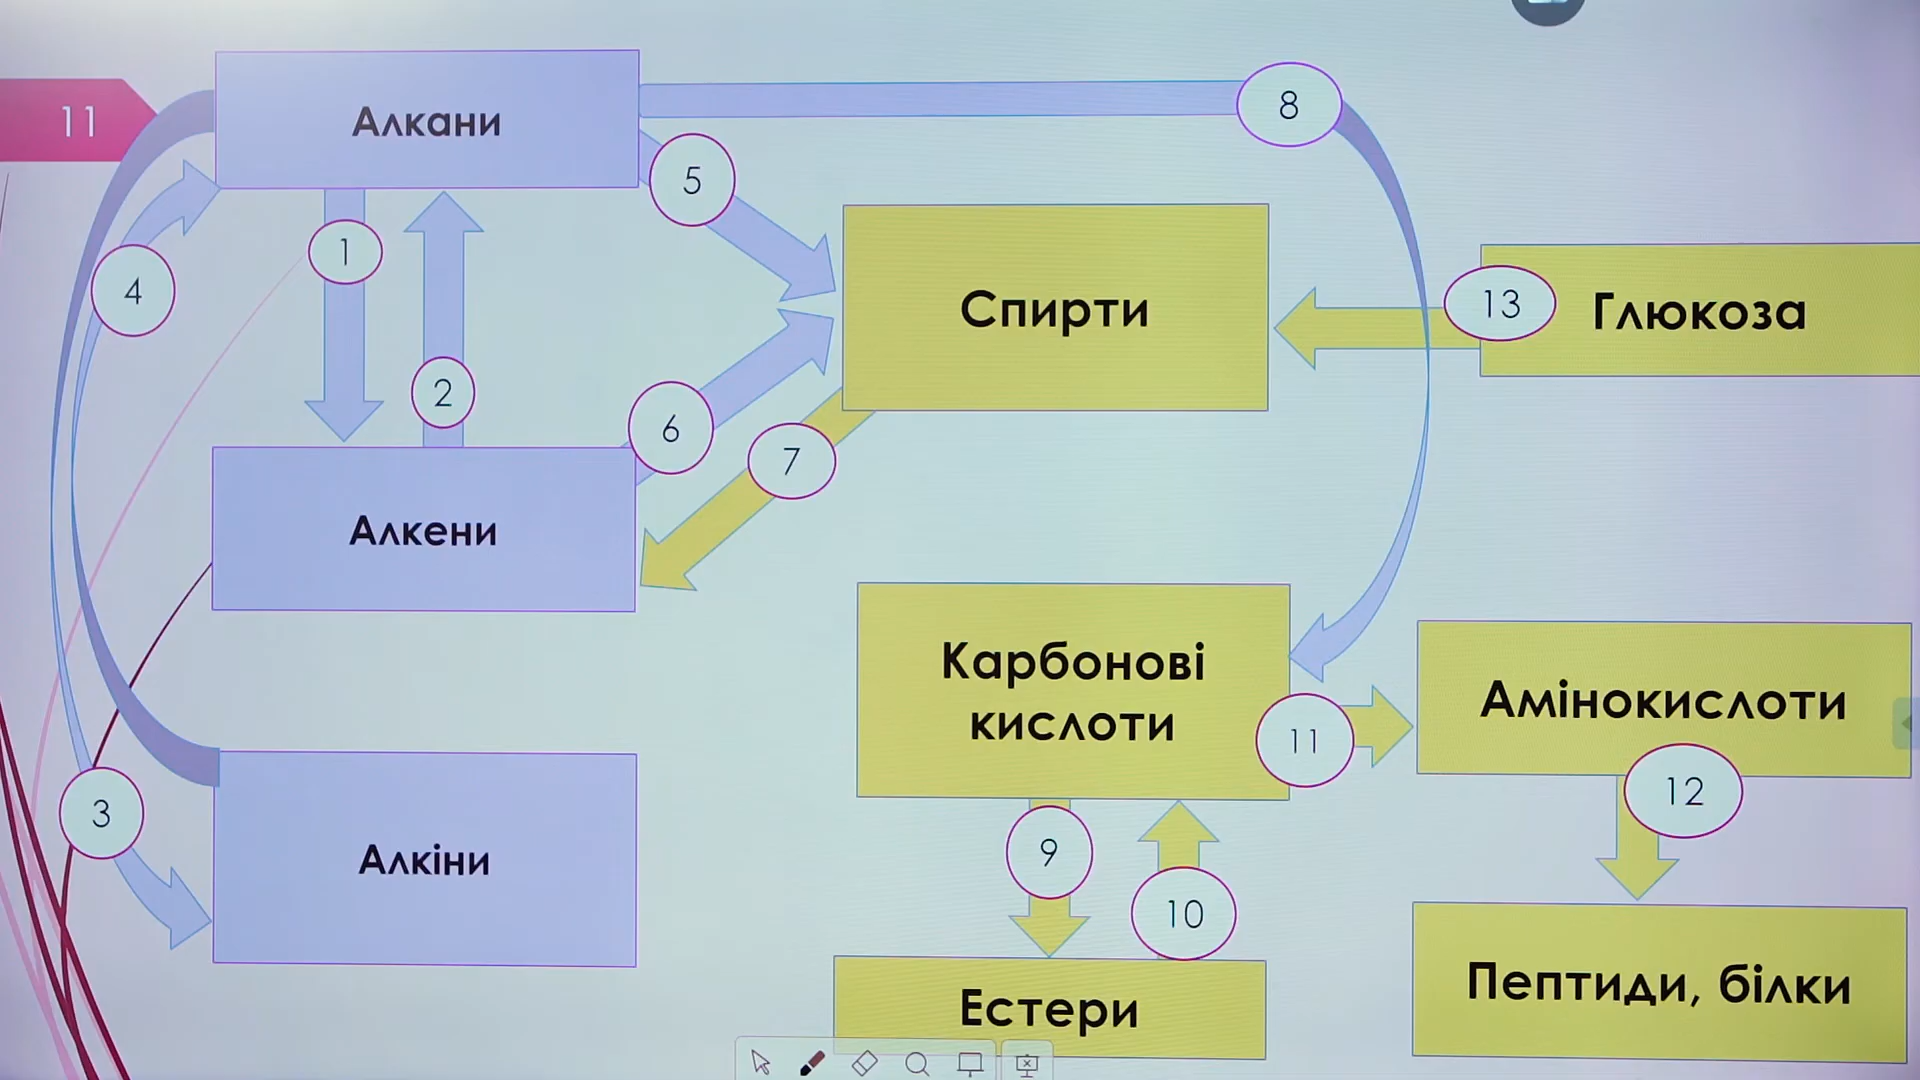 11
Алкани
8
5
1
4
2
6
7
Спирти
13
Глюкоза
Алкени
Карбонові
кислоти
11
Амінокислоти
12
3
Алкіни
9
10
Естери
Пептиди, білки